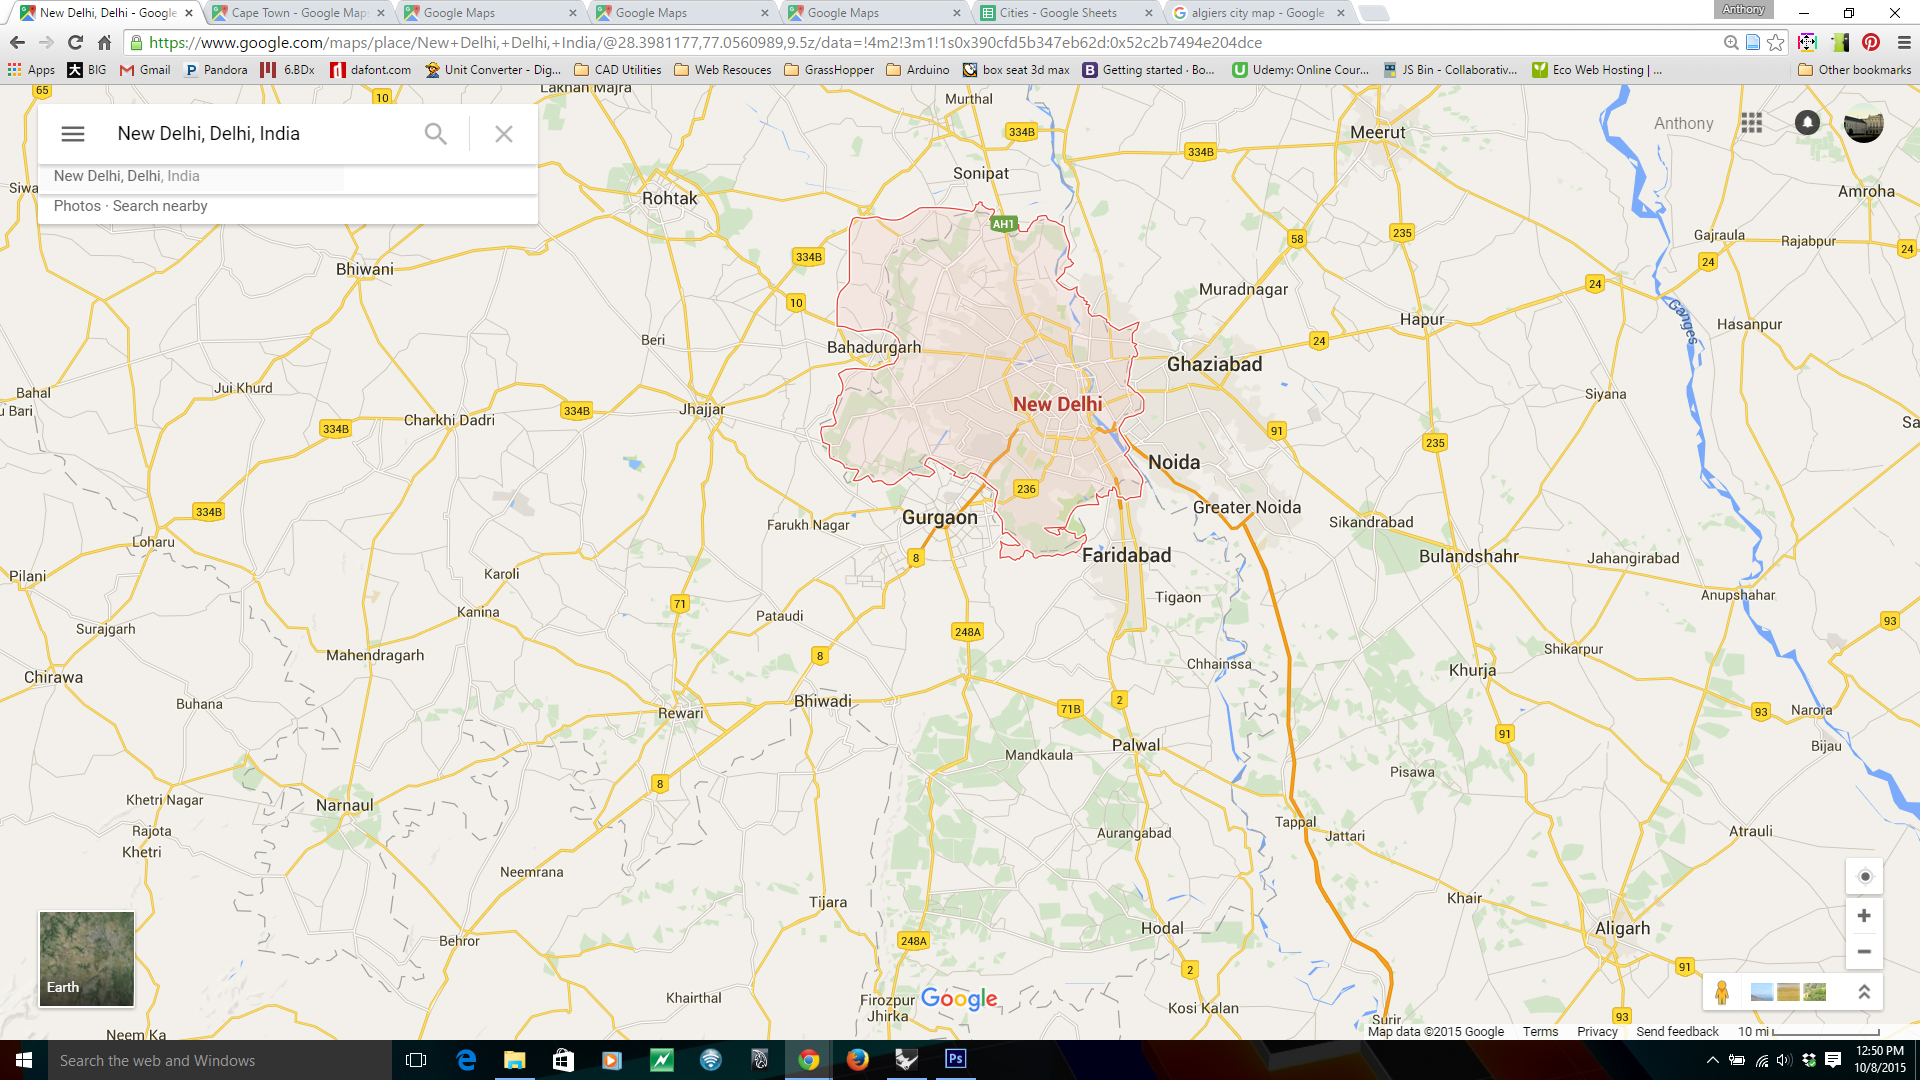 New Delhi, Delhi - Google
Cape Town - Google Map
Google Maps
Google Maps
Google Maps
Cities - Google Sheets
algiers city map - Google
Anthony
https://www.google.com/maps/place/New+Delhi,+Delhi,+India/@28.3981177,77.0560989,9.5z/data=!4m2!3m1!1s0x390cfd5b347eb62d:0x52c2b7494e204dce
Apps
BIG
Gmail
Pandora
6.BDx
dafont.com
Unit Converter - Dig...
CAD Utilities
Web Resouces
GrassHopper
Arduino
box seat 3d max
Getting started · Bo...
Udemy: Online Cour...
JS Bin - Collaborativ...
Eco Web Hosting | ...
Other bookmarks
New Delhi, Delhi, India
New Delhi, Delhi, India
Photos · Search nearby
Anthony
65
10
Lakhan Majra
Murthal
334B
334B
Meerut
Sonipat
Siwa
Rohtak
Amroha
AH1
58
235
Gajraula
Rajabpur
24
334B
Bhiwani
24
24
Muradnagar
10
Ganges
Hapur
Hasanpur
Beri
Bahadurgarh
24
Ghaziabad
Jui Khurd
Bahal
u Bari
Siyana
334B
Jhajjar
New Delhi
Charkhi Dadri
Sa
334B
91
235
Noida
236
334B
Greater Noida
Gurgaon
Farukh Nagar
Sikandrabad
Loharu
8
Faridabad
Bulandshahr
Jahangirabad
Pilani
Karoli
Tigaon
Anupshahar
71
Kanina
Pataudi
Surajgarh
248A
93
Mahendragarh
8
Chhainssa
Shikarpur
Chirawa
Khurja
Buhana
Bhiwadi
2
71B
Rewari
93
Narora
91
Palwal
Bijau
Mandkaula
Pisawa
8
Khetri Nagar
Narnaul
Tappal
Rajota
Jattari
Aurangabad
Atrauli
Khetri
Neemrana
Khair
Tijara
Hodal
Aligarh
Behror
248A
91
2
Earth
Khairthal
Firozpur
Jhirka
Google
Kosi Kalan
93
Surir
Neem Ka
Map data ©2015 Google
Terms
Privacy
Send feedback
10 mi
Search the web and Windows
Ps
12:50 PM
10/8/2015